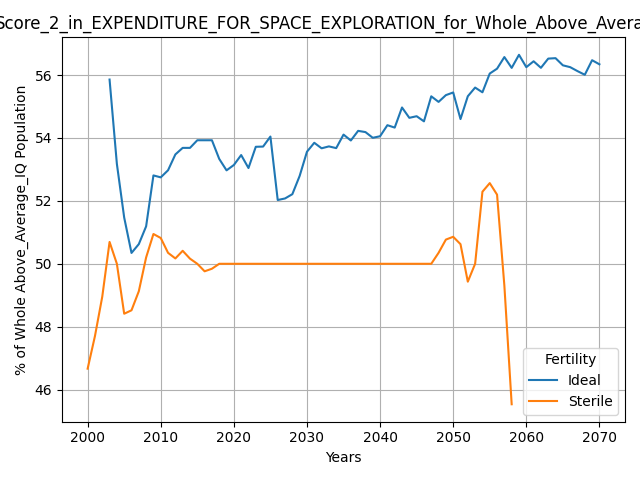 Score_2_in_EXPENDITURE_FOR_SPACE_EXPLORATION_for_Whole_Above_Avera
% of Whole Above_Average_IQ Population
56
54
52
50
48
46
Fertility
Ideal
Sterile
2000 2010 2020 2030 2040 2050 2060 2070
Years